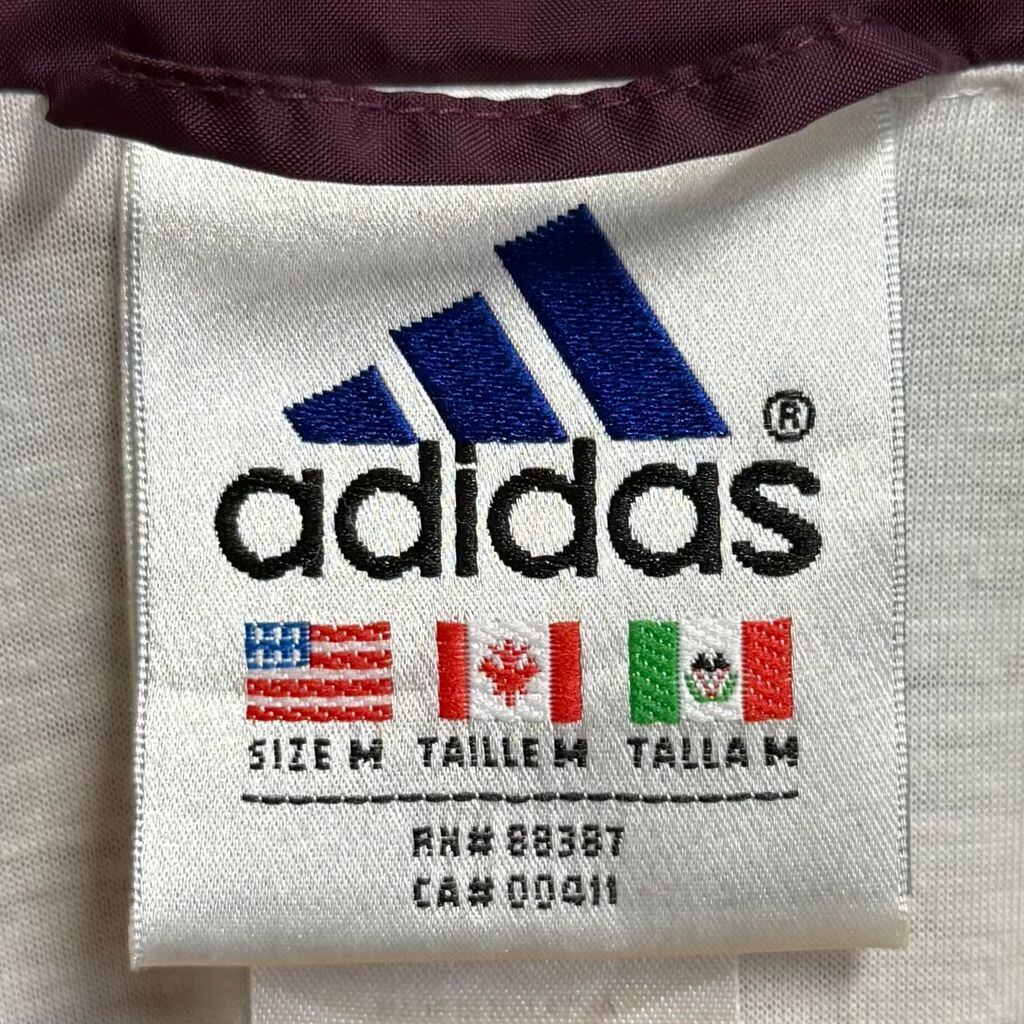 adidas®
SIZE M TAILLE M TALLA M
RN# 88387
CA# 00411